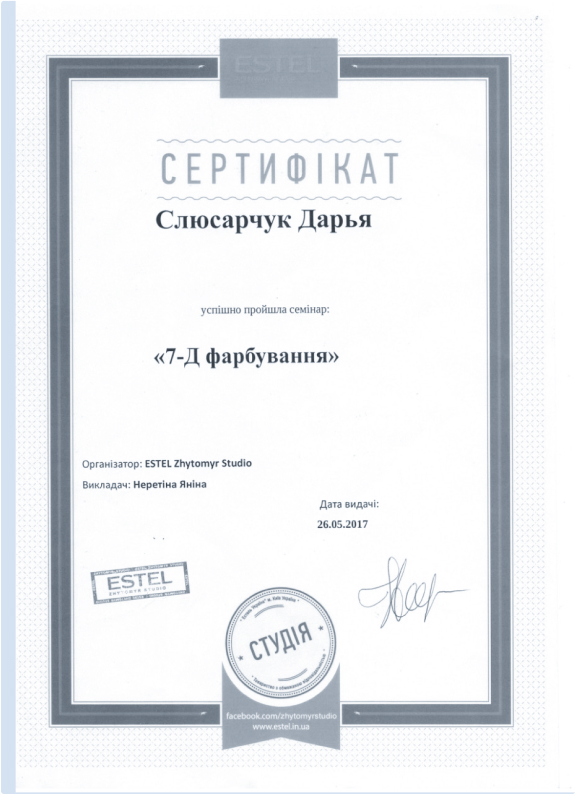 ESTEL
СЕРТИФІКАТ
Слюсарчук Дарья
успішно пройшла семінар:
«7-Д фарбування»
Організатор: ESTEL Zhytomyr Studio
Викладач: Неретіна Яніна
Дата видачі:
26.05.2017
ESTEL
ZHYTOMYR STUDIO
СТУДІЯ
facebook.com/zhytomyrstudio
www.estel.in.ua